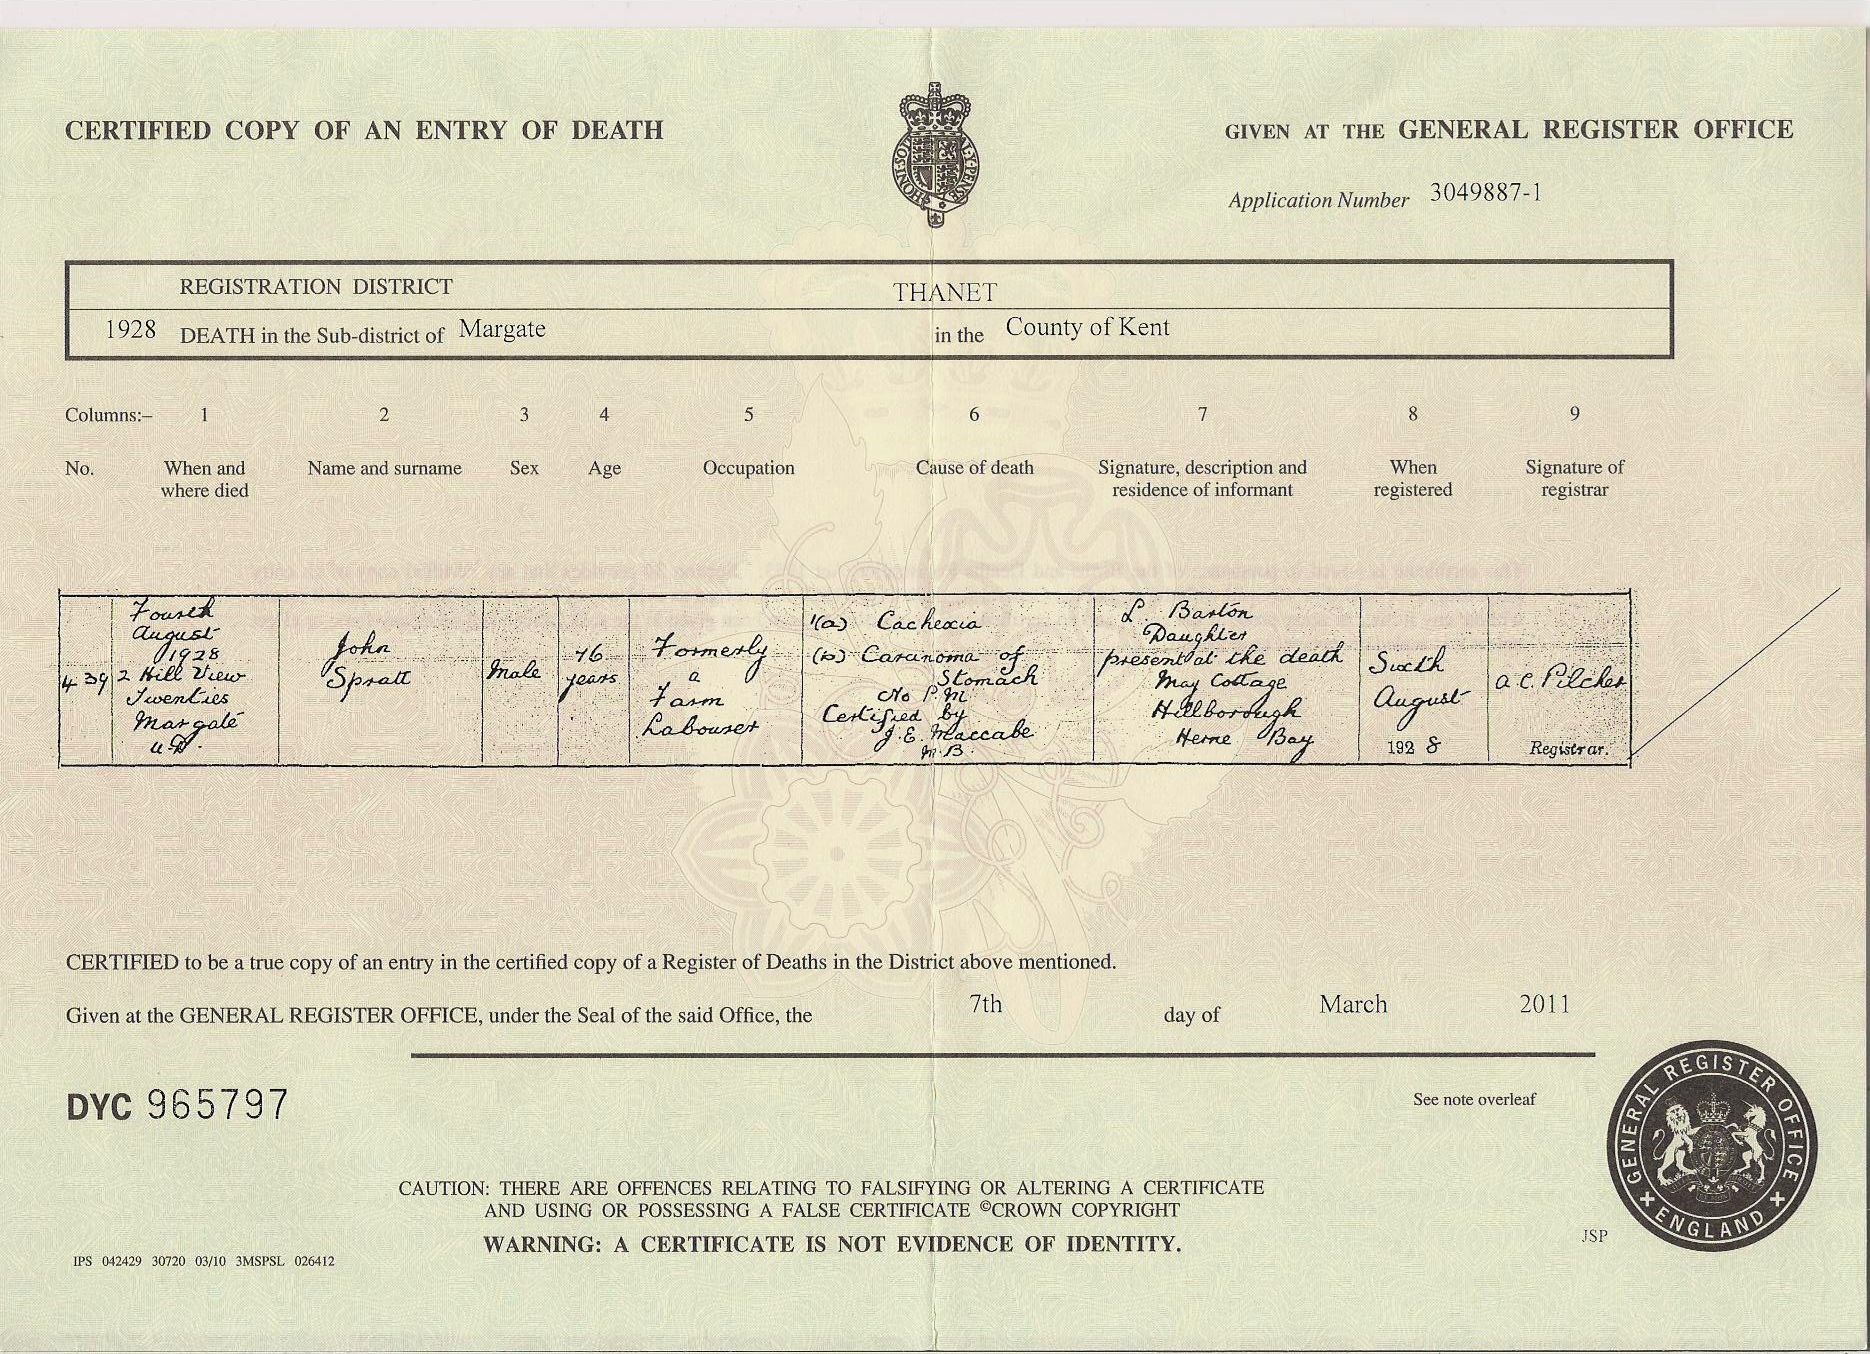 CERTIFIED COPY OF AN ENTRY OF DEATH
GIVEN AT THE GENERAL REGISTER OFFICE
Application Number 3049887-1
REGISTRATION DISTRICT THANET
1928 DEATH in the Sub-district of Margate in the County of Kent
Columns:– 1 2 3 4 5 6 7 8 9
No. When and where died Name and surname Sex Age Occupation Cause of death Signature, description and residence of informant When registered Signature of registrar
439
Fourth
August
1928
2 Hill View
Twenties
Margate
U.D.
John
Spratt
Male
76
years
Formerly
a
Farm
Labourer
1(a) Cachexia
(b) Carcinoma of
Stomach
No P.M
Certified by
J. E. Maccabe
M.B.
L. Barton
Daughter
present at the death
May Cottage
Hillborough
Herne Bay
Sixth
August
1928
A C. Pilcher
Registrar.
CERTIFIED to be a true copy of an entry in the certified copy of a Register of Deaths in the District above mentioned.
Given at the GENERAL REGISTER OFFICE, under the Seal of the said Office, the 7th day of March 2011
DYC 965797
See note overleaf
CAUTION: THERE ARE OFFENCES RELATING TO FALSIFYING OR ALTERING A CERTIFICATE
AND USING OR POSSESSING A FALSE CERTIFICATE ©CROWN COPYRIGHT
WARNING: A CERTIFICATE IS NOT EVIDENCE OF IDENTITY.
IPS 042429 30720 03/10 3MSPSL 026412
JSP
GENERAL REGISTER OFFICE
ENGLAND